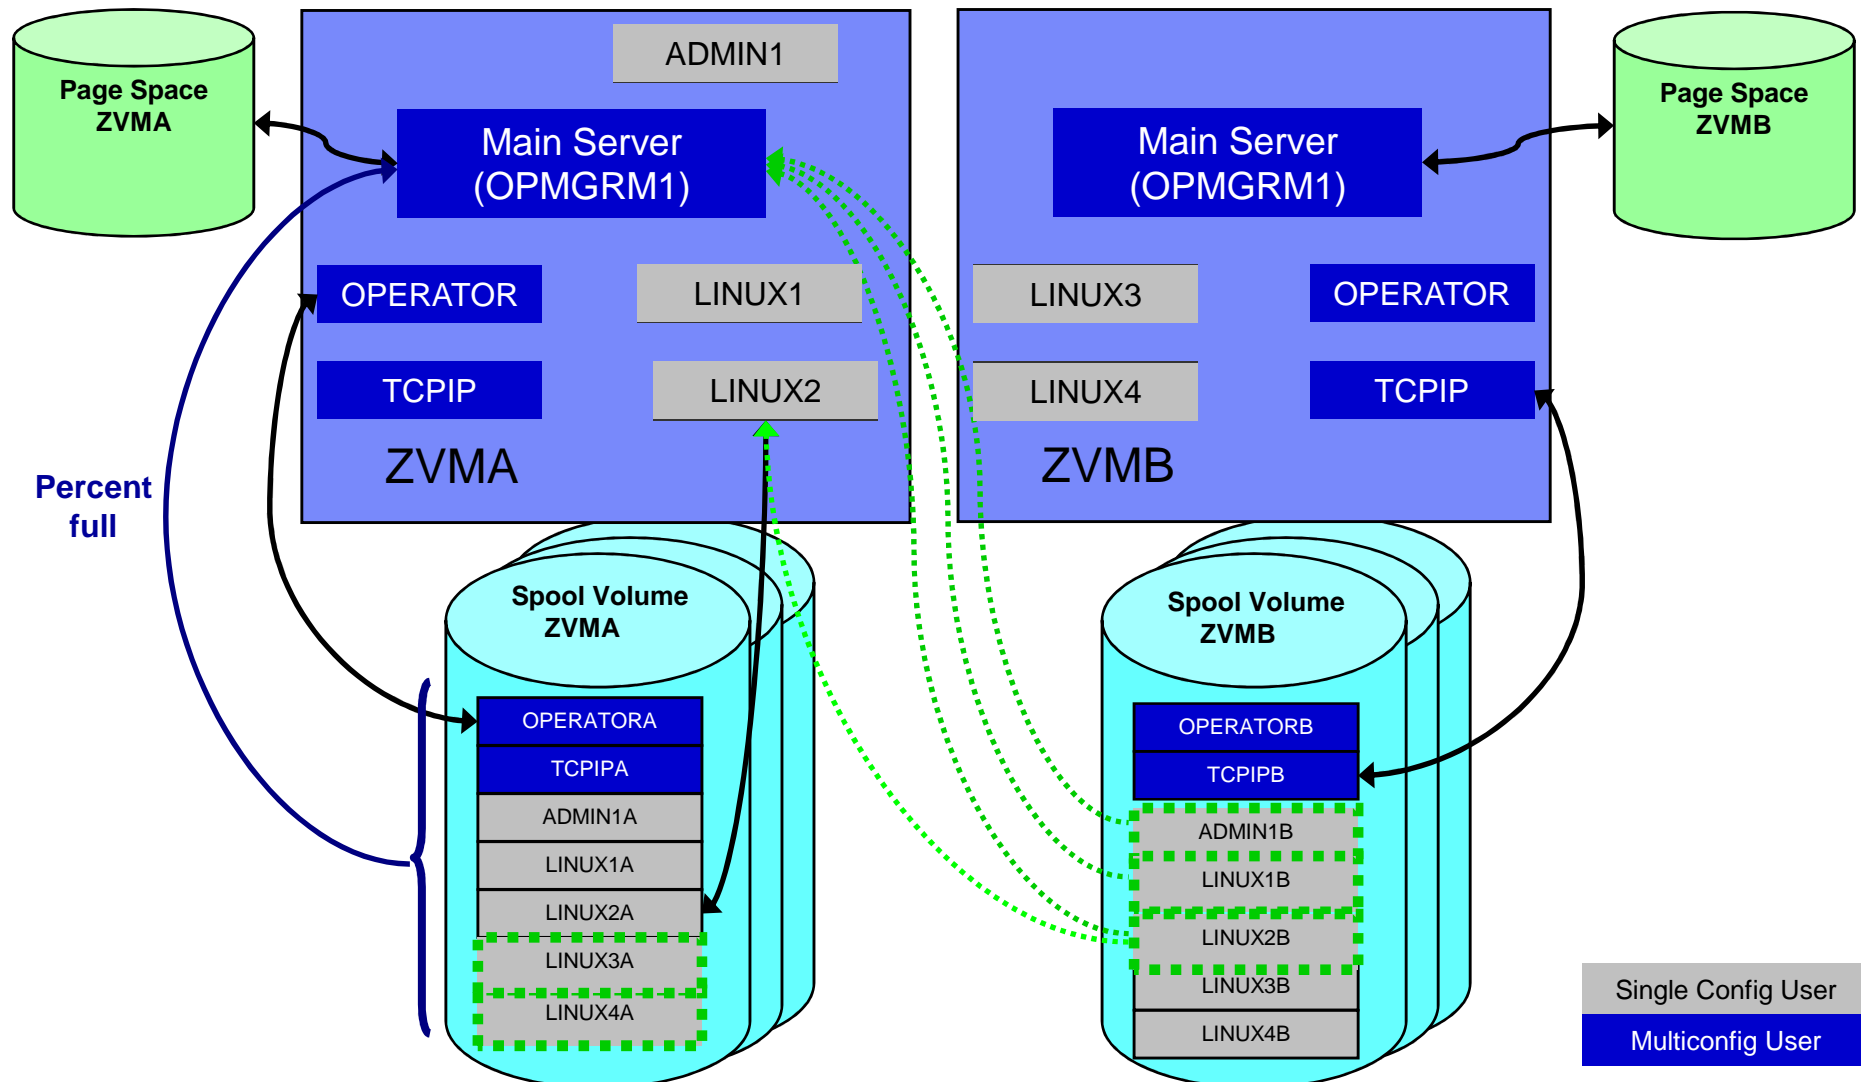 Page Space
ZVMA
ADMIN1
Main Server
(OPMGRM1)
OPERATOR
LINUX1
TCPIP
LINUX2
ZVMA
Main Server
(OPMGRM1)
LINUX3
OPERATOR
LINUX4
TCPIP
ZVMB
Page Space
ZVMB
Percent
full
Spool Volume
ZVMA
OPERATORA
TCPIPA
ADMIN1A
LINUX1A
LINUX2A
LINUX3A
LINUX4A
Spool Volume
ZVMB
OPERATORB
TCPIPB
ADMIN1B
LINUX1B
LINUX2B
LINUX3B
LINUX4B
Single Config User
Multiconfig User